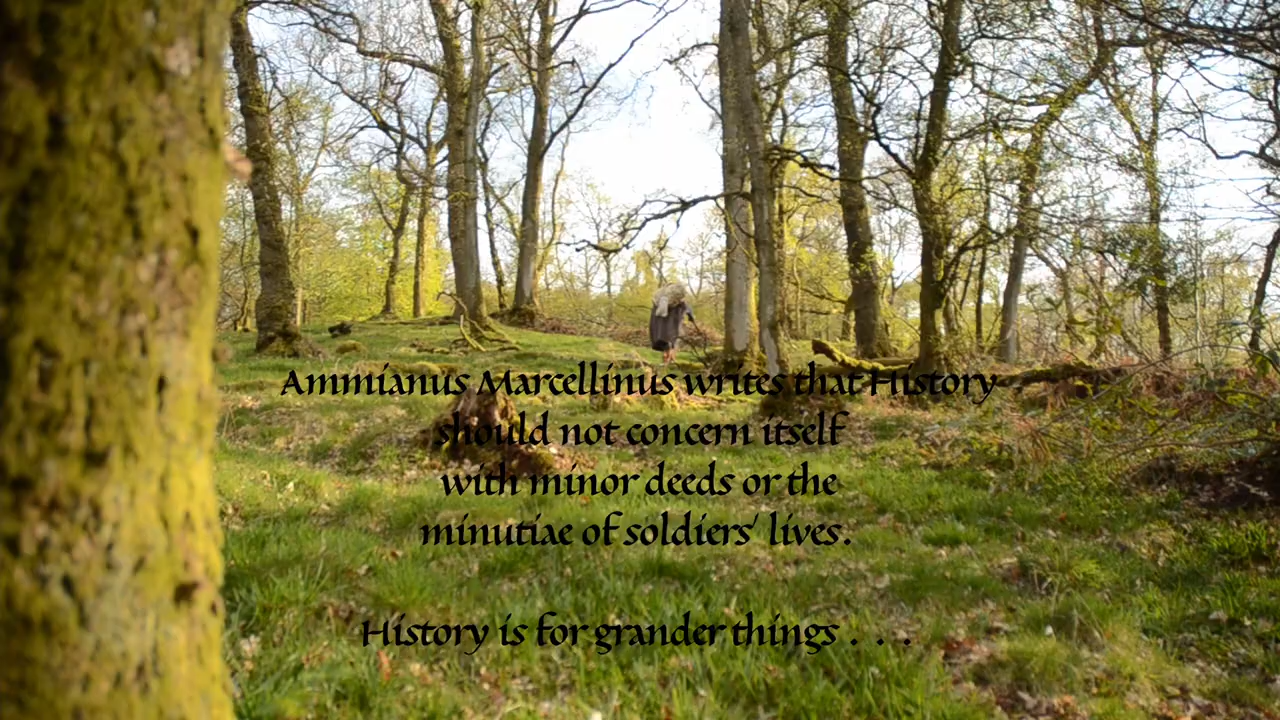 Ammianus Marcellinus writes that History
should not concern itself
with minor deeds or the
minutiae of soldiers' lives.
History is for grander things . . .